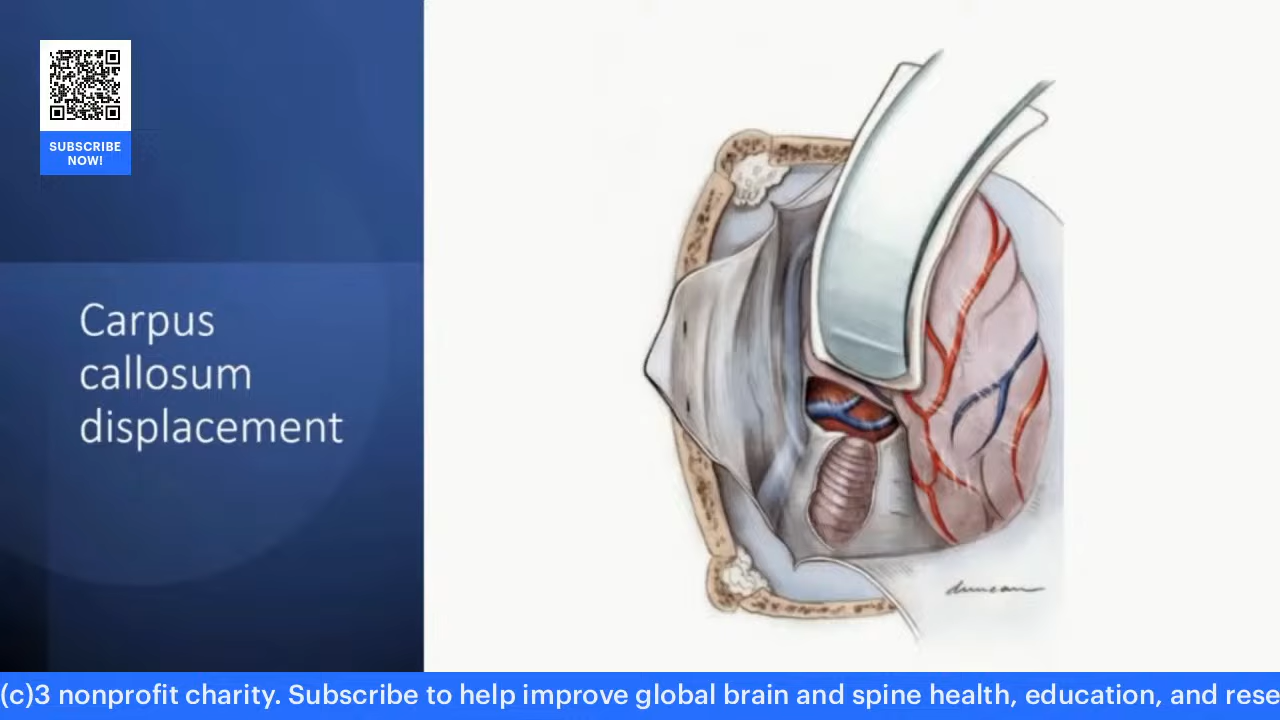 SUBSCRIBE
NOW!
Carpus
callosum
displacement
duncan
(c)3 nonprofit charity. Subscribe to help improve global brain and spine health, education, and rese